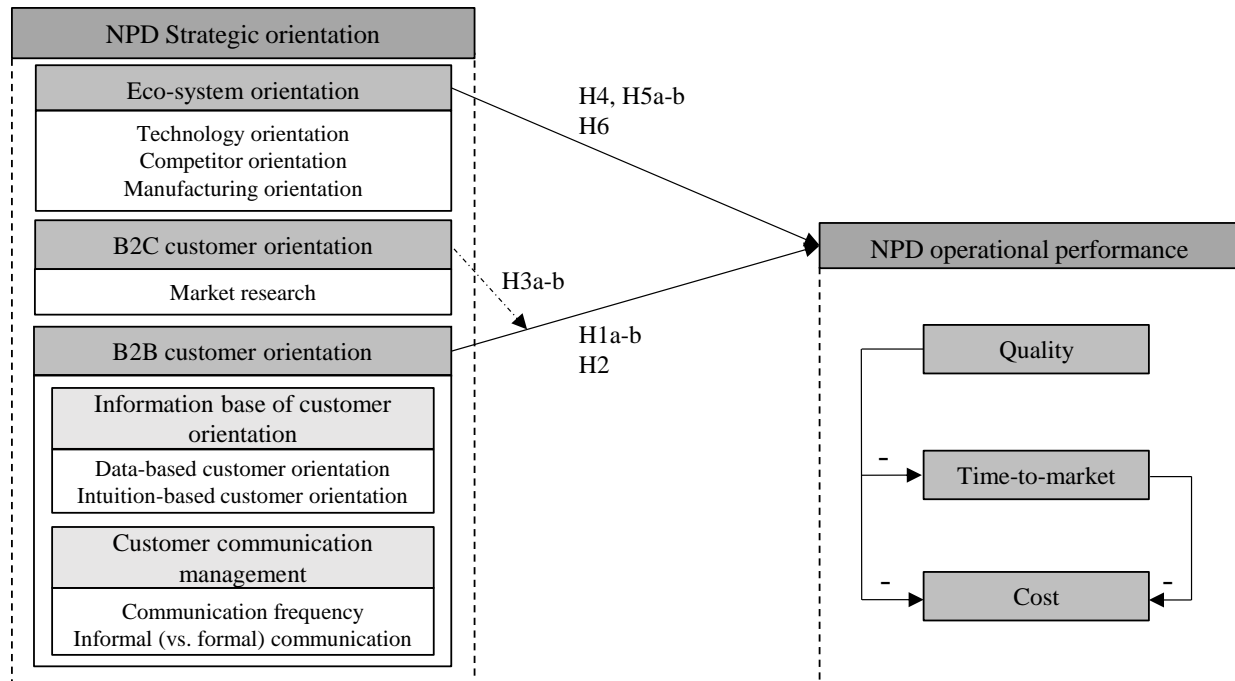 NPD Strategic orientation
Eco-system orientation
Technology orientation
Competitor orientation
Manufacturing orientation
B2C customer orientation
Market research
B2B customer orientation
Information base of customer
orientation
Data-based customer orientation
Intuition-based customer orientation
Customer communication
management
Communication frequency
Informal (vs. formal) communication
H4, H5a-b
H6
H3a-b
H1a-b
H2
NPD operational performance
Quality
-
Time-to-market
-
Cost
-